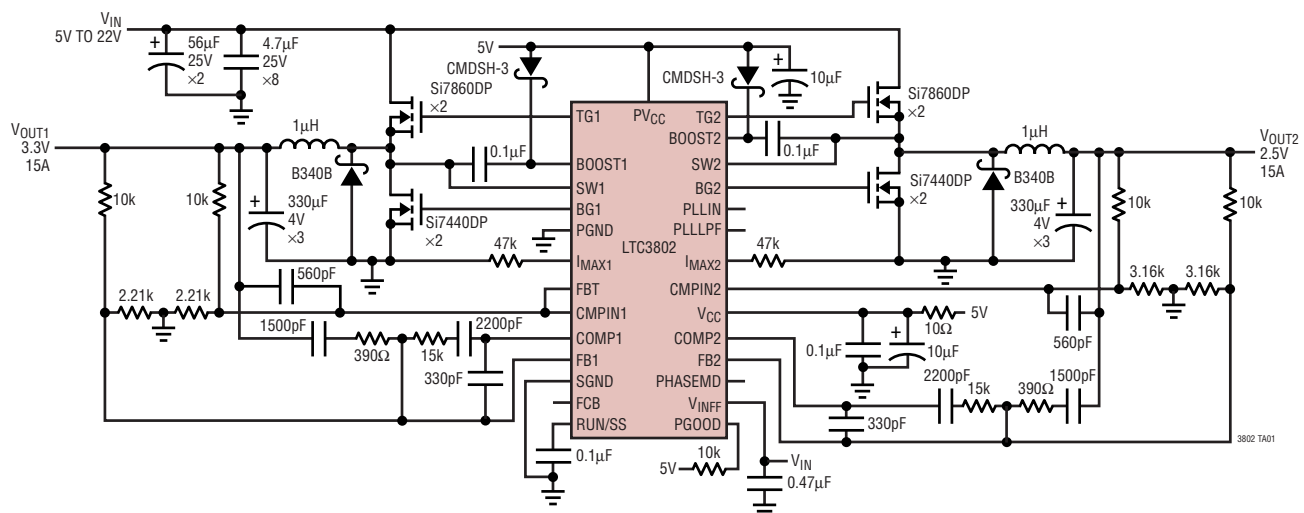 VIN
5V TO 22V
56µF
25V
×2
4.7µF
25V
×8
5V
CMDSH-3
Si7860DP
×2
CMDSH-3
10µF
Si7860DP
×2
VOUT1
3.3V
15A
1µH
B340B
0.1µF
10k
10k
330µF
4V
×3
Si7440DP
×2
TG1
BOOST1
SW1
BG1
PGND
IMAX1
FBT
CMPIN1
COMP1
FB1
SGND
FCB
RUN/SS
PVCC
LTC3802
TG2
BOOST2
SW2
BG2
PLLIN
PLLLPF
IMAX2
CMPIN2
VCC
COMP2
FB2
PHASEMD
VINFF
PGOOD
0.1µF
Si7440DP
×2
1µH
B340B
330µF
4V
×3
VOUT2
2.5V
15A
10k
10k
47k
47k
560pF
2.21k
2.21k
1500pF
390Ω
15k
2200pF
330pF
0.1µF
3.16k
3.16k
10Ω
5V
0.1µF
10µF
560pF
2200pF
15k
390Ω
1500pF
330pF
10k
5V
VIN
0.47µF
3802 TA01